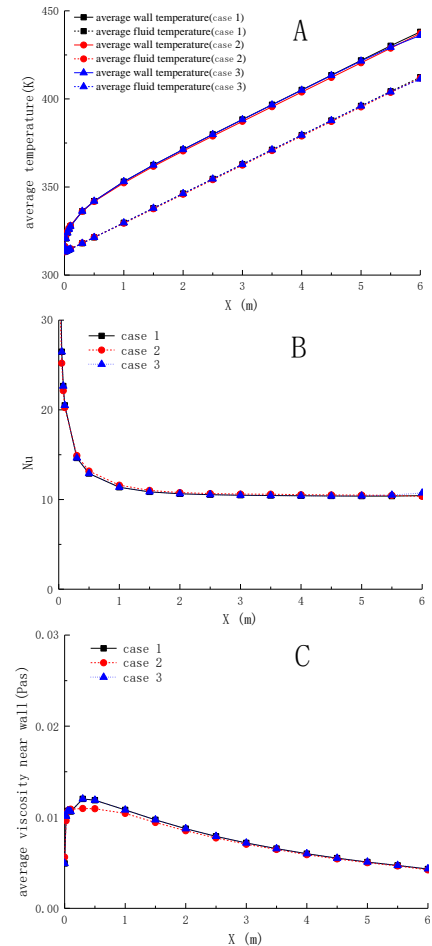 A
average wall temperature(case 1)
average fluid temperature(case 1)
average wall temperature(case 2)
average fluid temperature(case 2)
average wall temperature(case 3)
average fluid temperature(case 3)
average temperature(K)
450
400
350
300
0 1 2 3 4 5 6
X (m)
B
case 1
case 2
case 3
Nu
30
20
10
0
0 1 2 3 4 5 6
X (m)
C
case 1
case 2
case 3
average viscosity near wall(Pas)
0.03
0.02
0.01
0.00
0 1 2 3 4 5 6
X (m)